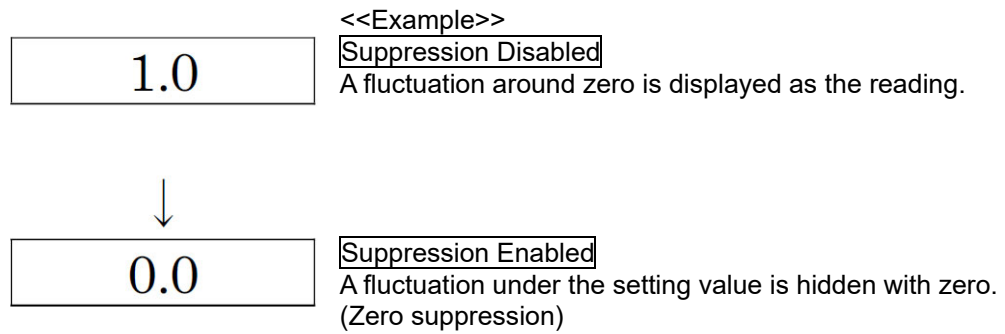 <<Example>>
Suppression Disabled
1.0
A fluctuation around zero is displayed as the reading.
↓
Suppression Enabled
0.0
A fluctuation under the setting value is hidden with zero.
(Zero suppression)